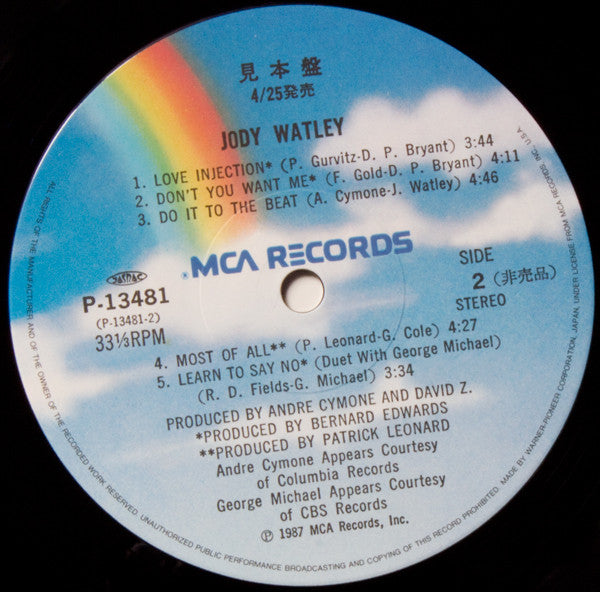 見本盤
4/25発売
JODY WATLEY
1. LOVE INJECTION* (P. Gurvitz-D. P. Bryant) 3:44
2. DON'T YOU WANT ME* (F. Gold-D. P. Bryant) 4:11
3. DO IT TO THE BEAT (A. Cymone-J. Watley) 4:46
MCA RECORDS
JASRAC
P-13481
(P-13481-2)
33⅓RPM
SIDE
2 (非売品)
STEREO
4. MOST OF ALL** (P. Leonard-G. Cole) 4:27
5. LEARN TO SAY NO* (Duet With George Michael)
(R. D. Fields-G. Michael) 3:34
PRODUCED BY ANDRE CYMONE AND DAVID Z.
*PRODUCED BY BERNARD EDWARDS
**PRODUCED BY PATRICK LEONARD
Andre Cymone Appears Courtesy
of Columbia Records
George Michael Appears Courtesy
of CBS Records
Ⓟ 1987 MCA Records, Inc.
ALL RIGHTS OF THE MANUFACTURER AND OF THE OWNER OF THE RECORDED WORK RESERVED. UNAUTHORIZED PUBLIC PERFORMANCE BROADCASTING AND COPYING OF THIS RECORD PROHIBITED. MADE BY WARNER-PIONEER CORPORATION, JAPAN, UNDER LICENSE FROM MCA RECORDS INC., U.S.A.